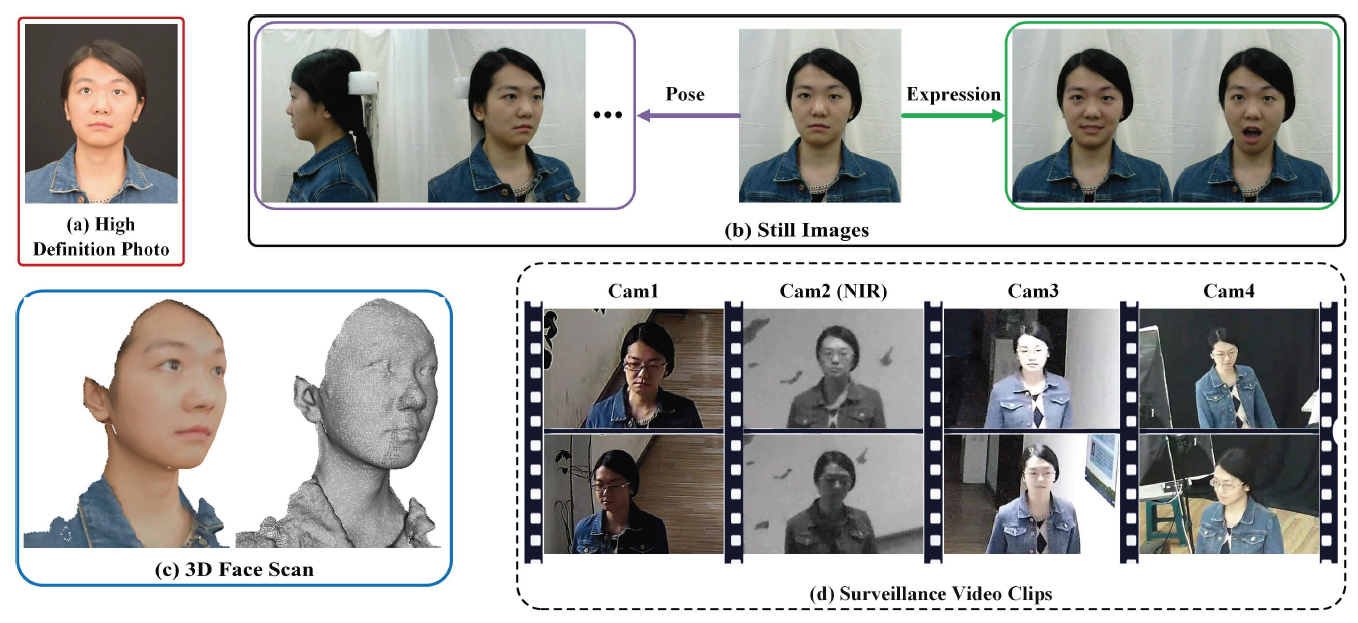 (a) High
Definition Photo
Pose
Expression
(b) Still Images
(c) 3D Face Scan
Cam1
Cam2 (NIR)
Cam3
Cam4
(d) Surveillance Video Clips